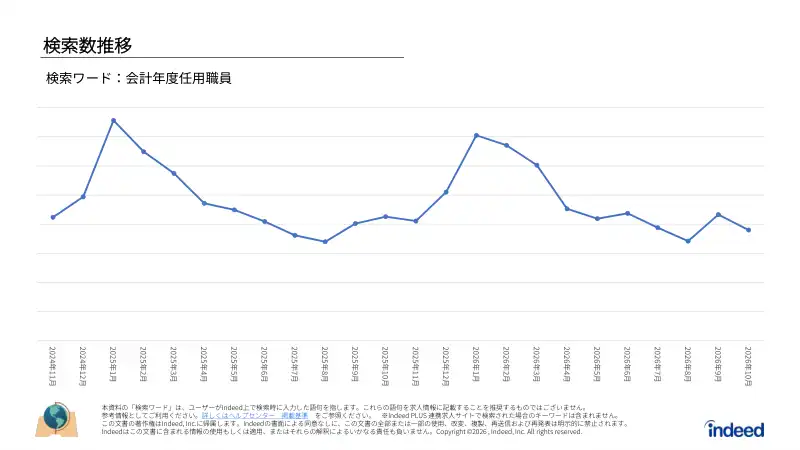 検索数推移
検索ワード：会計年度任用職員
2024年11月
2024年12月
2025年1月
2025年2月
2025年3月
2025年4月
2025年5月
2025年6月
2025年7月
2025年8月
2025年9月
2025年10月
2025年11月
2025年12月
2026年1月
2026年2月
2026年3月
2026年4月
2026年5月
2026年6月
2026年7月
2026年8月
2026年9月
2026年10月
本資料の「検索ワード」は、ユーザーがIndeed上で検索時に入力した語句を指します。これらの語句を求人情報に記載することを推奨するものではございません。
参考情報としてご利用ください。詳しくはヘルプセンター 掲載基準 をご参照ください。 ※Indeed PLUS 連携求人サイトで検索された場合のキーワードは含まれません。
この文書の著作権はIndeed, Inc.に帰属します。Indeedの書面による同意なしに、この文書の全部または一部の使用、改変、複製、再送信および再発表は明示的に禁止されます。
Indeedはこの文書に含まれる情報の使用もしくは適用、またはそれらの解釈によるいかなる責任も負いません。Copyright ©2026 , Indeed, Inc. All rights reserved.
indeed